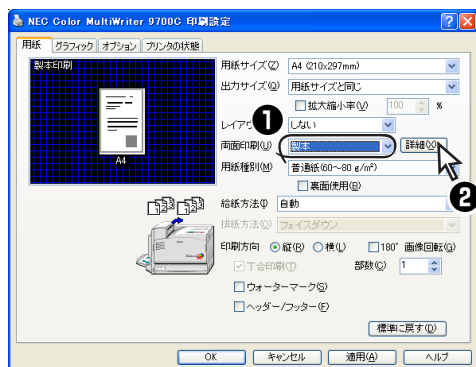 NEC Color MultiWriter 9700C 印刷設定
用紙 グラフィック オプション プリンタの状態
製本印刷
A4
用紙サイズ(Z) A4 (210x297mm)
出力サイズ(Q) 用紙サイズと同じ
拡大縮小率(V) 100 %
❶
しない
両面印刷(U) 製本 詳細(X)
用紙種別(M) 普通紙(60~80 g/m²)
裏面使用(B)
❷
給紙方法(I) 自動
排紙方法(O) フェイスダウン
印刷方向 縦(R) 横(L) 180° 画像回転(G)
丁合印刷(T) 部数(C) 1
ウォーターマーク(S)
ヘッダー/フッター(F)
標準に戻す(D)
OK キャンセル 適用(A) ヘルプ